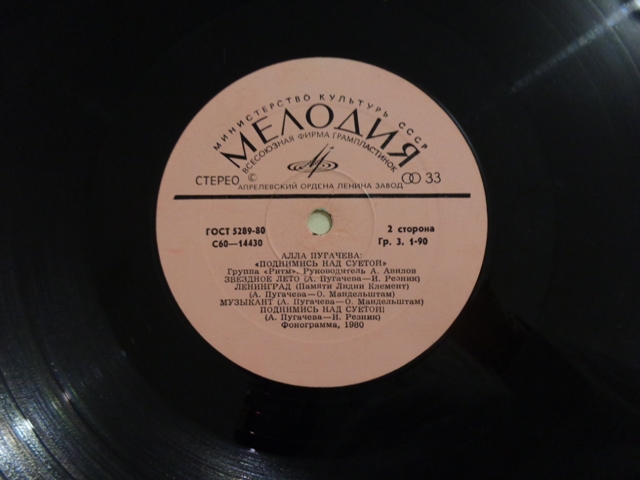 МИНИСТЕРСТВО КУЛЬТУРЫ СССР
МЕЛОДИЯ
ВСЕСОЮЗНАЯ ФИРМА ГРАМПЛАСТИНОК
СТЕРЕО © 33
АПРЕЛЕВСКИЙ ОРДЕНА ЛЕНИНА ЗАВОД
ГОСТ 5289-80 2 сторона
С60—14430 Гр. 3. 1-90
АЛЛА ПУГАЧЕВА:
«ПОДНИМИСЬ НАД СУЕТОЙ»
Группа «Ритм». Руководитель А. Авилов
ЗВЕЗДНОЕ ЛЕТО (А. Пугачева—И. Резник)
ЛЕНИНГРАД (Памяти Лидии Клемент)
(А. Пугачева—О. Мандельштам)
МУЗЫКАНТ (А. Пугачева—О. Мандельштам)
ПОДНИМИСЬ НАД СУЕТОЙ!
(А. Пугачева—И. Резник)
Фонограмма, 1980